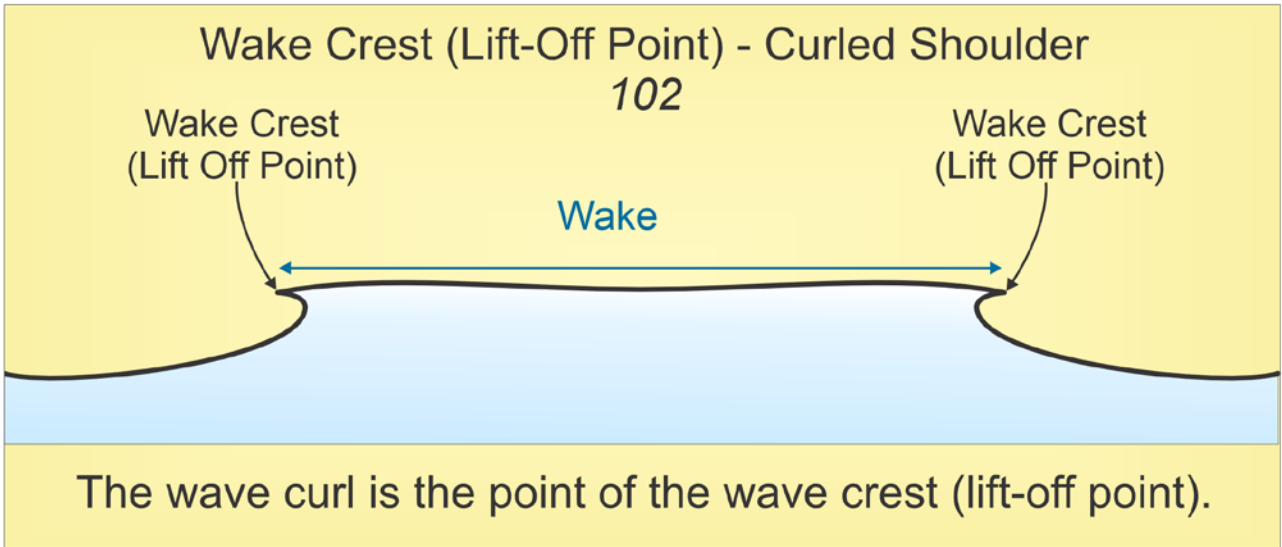 Wake Crest (Lift-Off Point) - Curled Shoulder
102
Wake Crest
(Lift Off Point)
Wake Crest
(Lift Off Point)
Wake
The wave curl is the point of the wave crest (lift-off point).